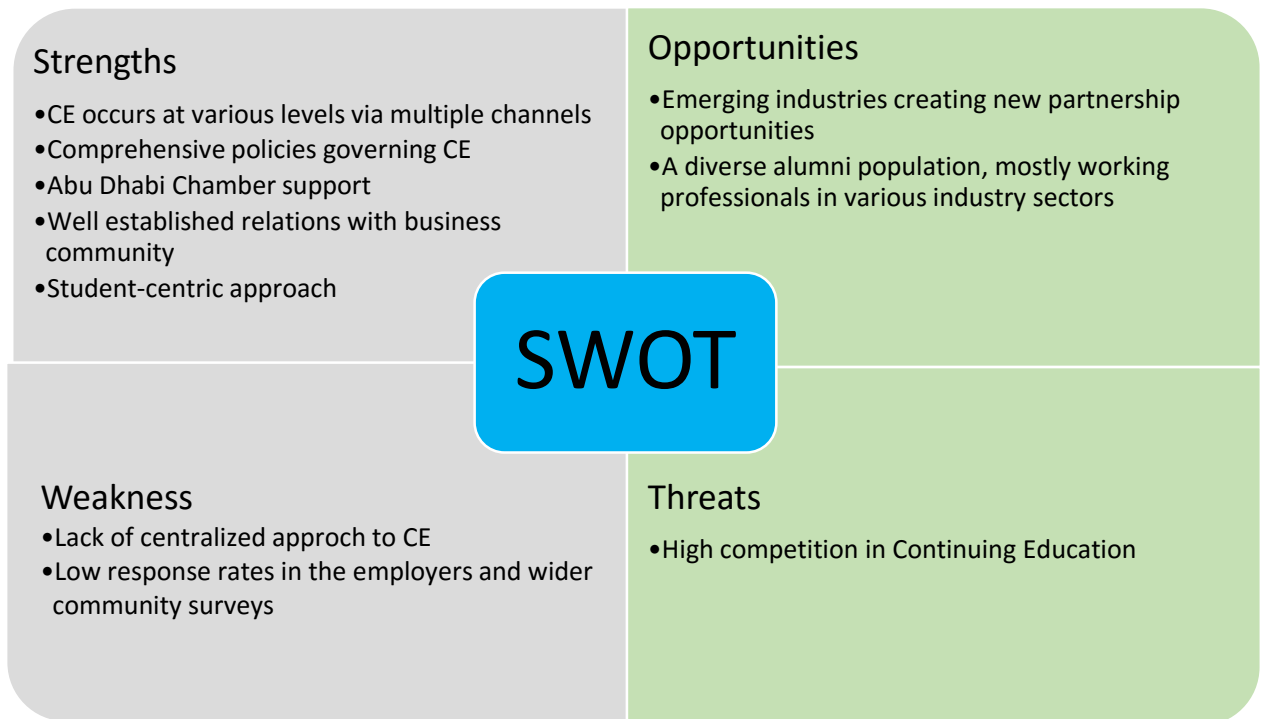 Strengths
•CE occurs at various levels via multiple channels
•Comprehensive policies governing CE
•Abu Dhabi Chamber support
•Well established relations with business
community
•Student-centric approach
Opportunities
•Emerging industries creating new partnership
opportunities
•A diverse alumni population, mostly working
professionals in various industry sectors
SWOT
Weakness
•Lack of centralized approch to CE
•Low response rates in the employers and wider
community surveys
Threats
•High competition in Continuing Education